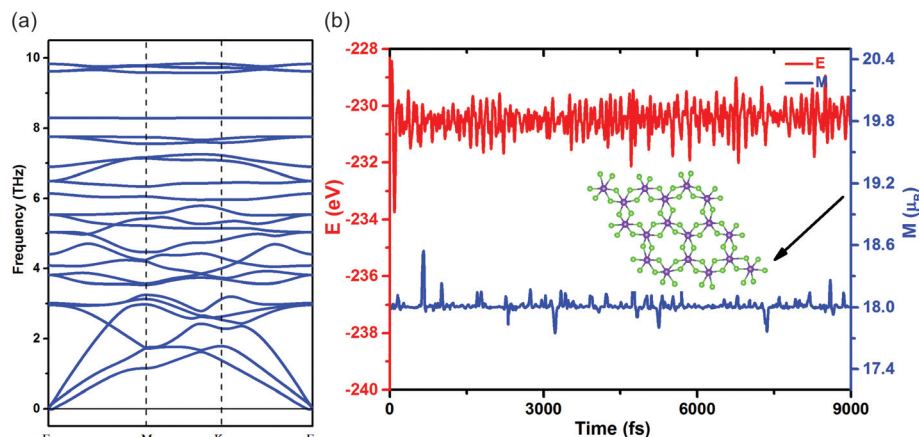 (a)
10
8
6
4
2
0
Frequency (THz)
M
K
(b)
-228
-230
-232
-234
-236
-238
-240
E (eV)
E
M
20.4
19.8
19.2
18.6
18.0
17.4
M (μB)
0
3000
6000
9000
Time (fs)